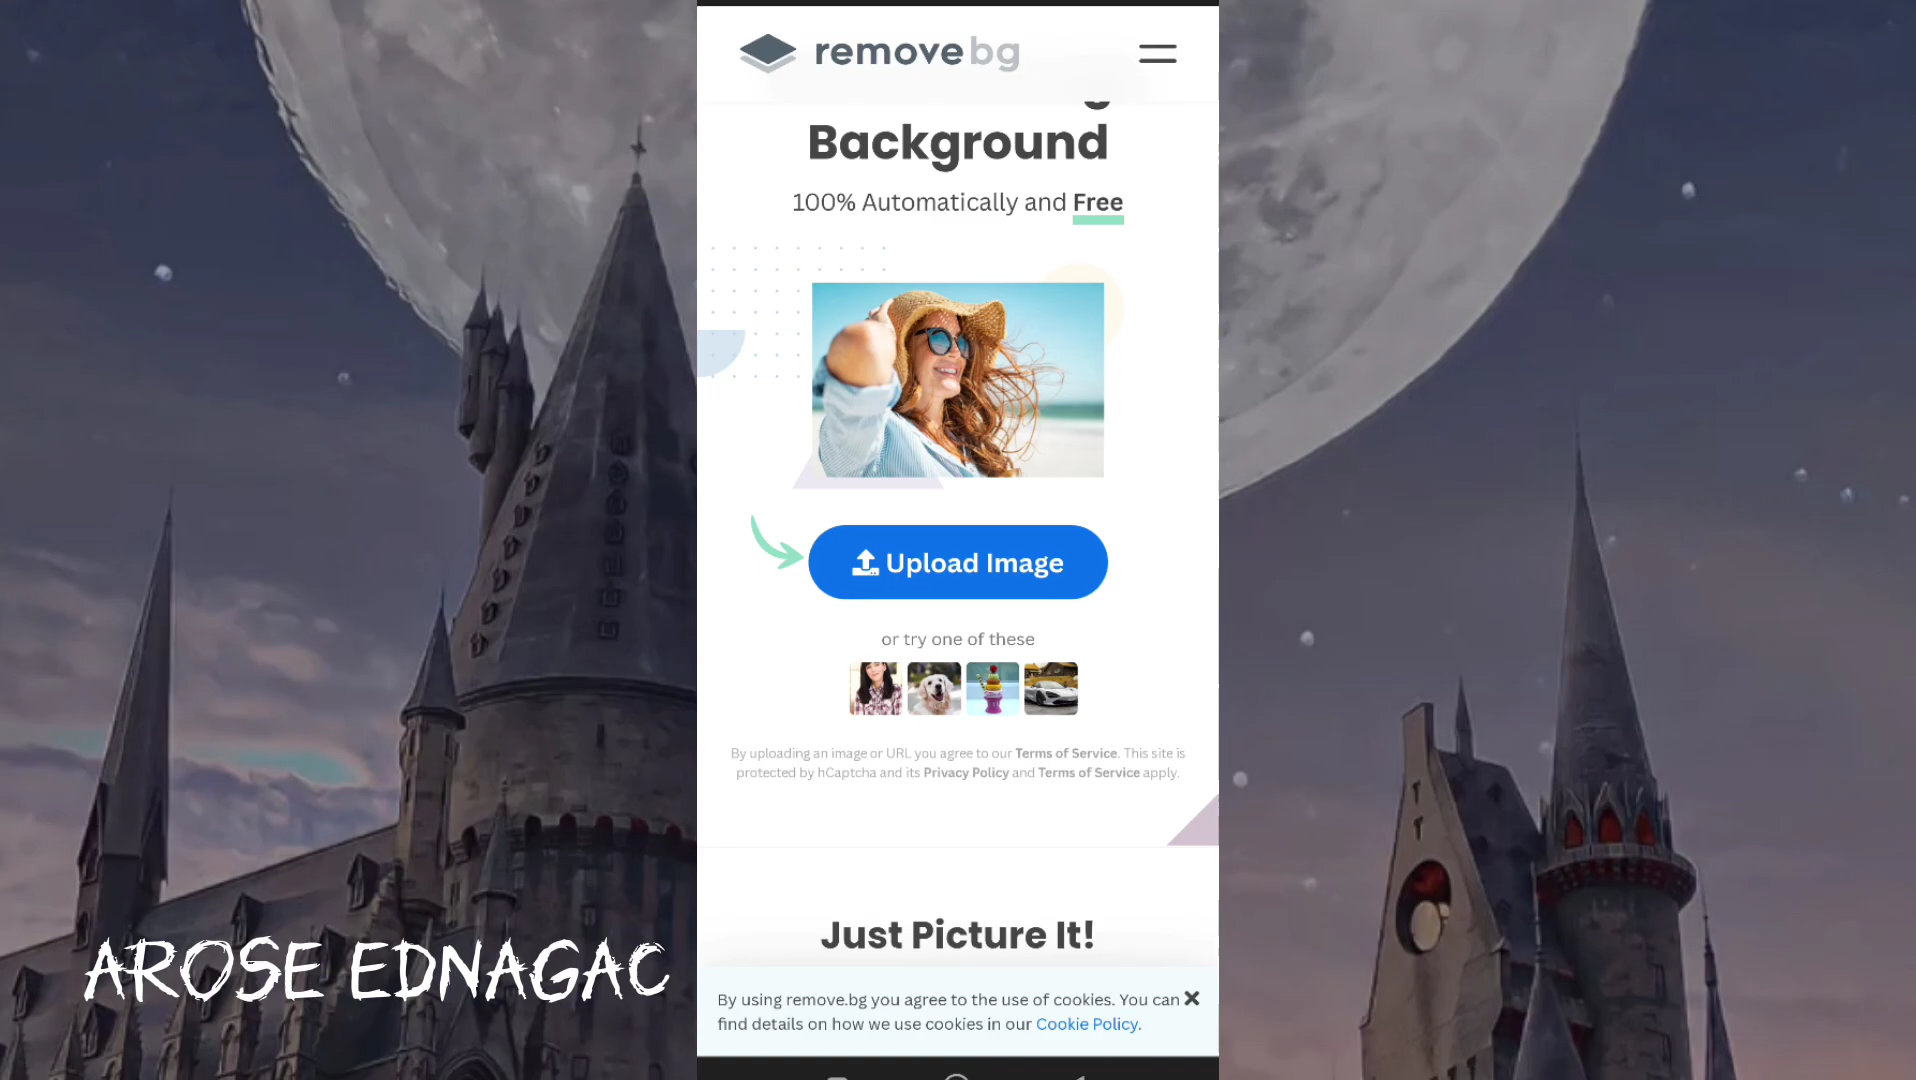 remove bg
Background
100% Automatically and Free
Upload Image
or try one of these
By uploading an image or URL you agree to our Terms of Service. This site is
protected by hCaptcha and its Privacy Policy and Terms of Service apply.
Just Picture It!
By using remove.bg you agree to the use of cookies. You can
find details on how we use cookies in our Cookie Policy.
AROSE EDNAGAC